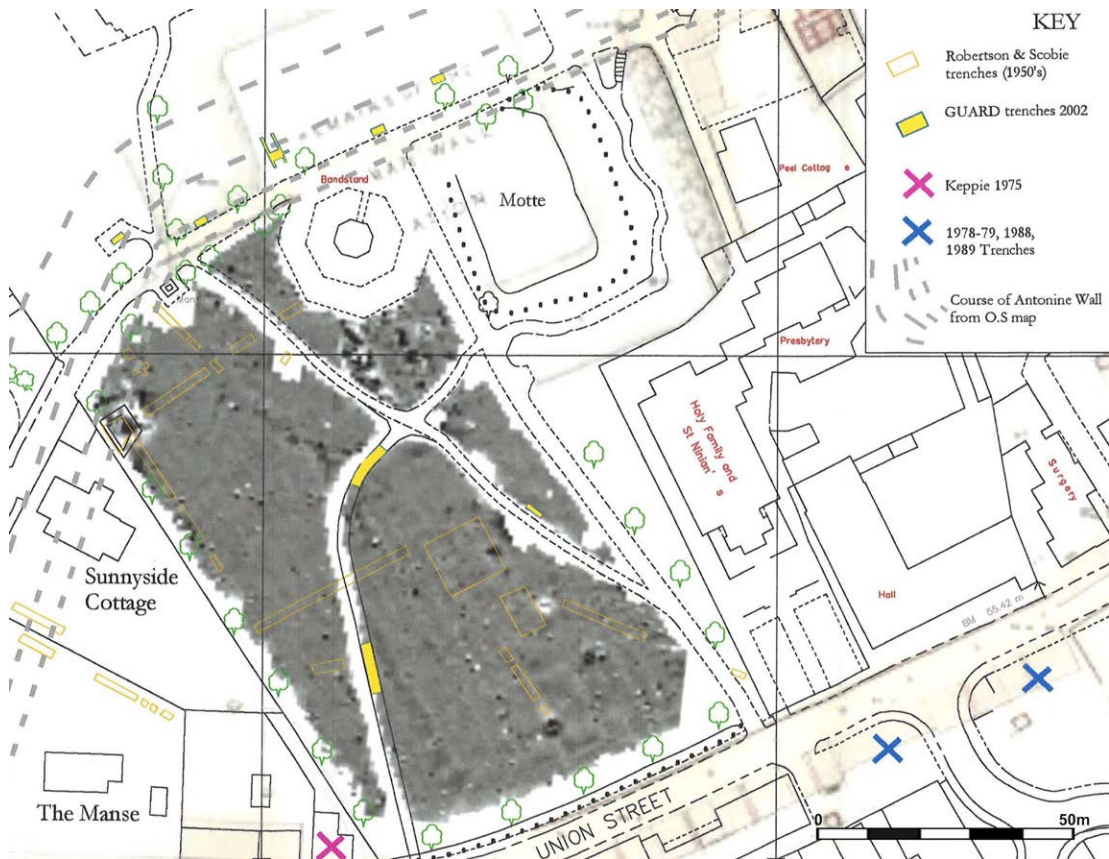 KEY
Robertson & Scobie
trenches (1950's)
GUARD trenches 2002
Keppie 1975
1978-79, 1988,
1989 Trenches
Course of Antonine Wall
from O.S map
Bandstand
Motte
Peel Cottag e
Presbytery
Holy Family and
St Ninian' s
Surgery
Hall
BM 55.42 m
Mon
Sunnyside
Cottage
The Manse
UNION STREET
0 50m